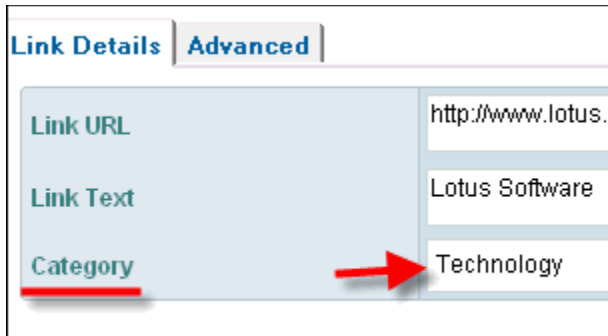 Link Details Advanced
Link URL http://www.lotus.
Link Text Lotus Software
Category Technology